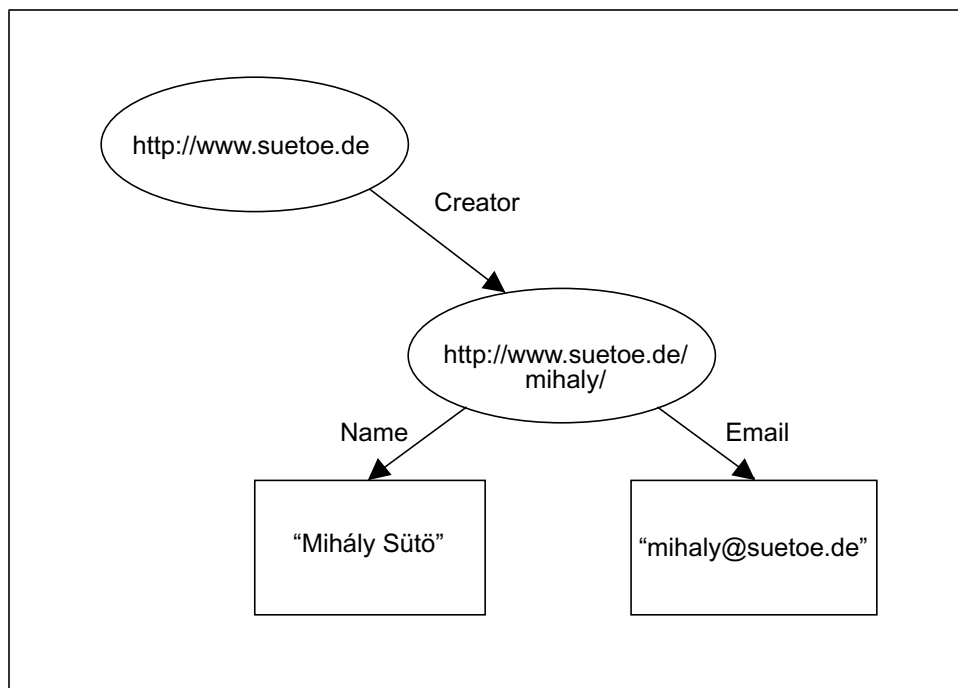 http://www.suetoe.de
Creator
http://www.suetoe.de/
mihaly/
Name
Email
“Mihály Sütö”
“mihaly@suetoe.de”